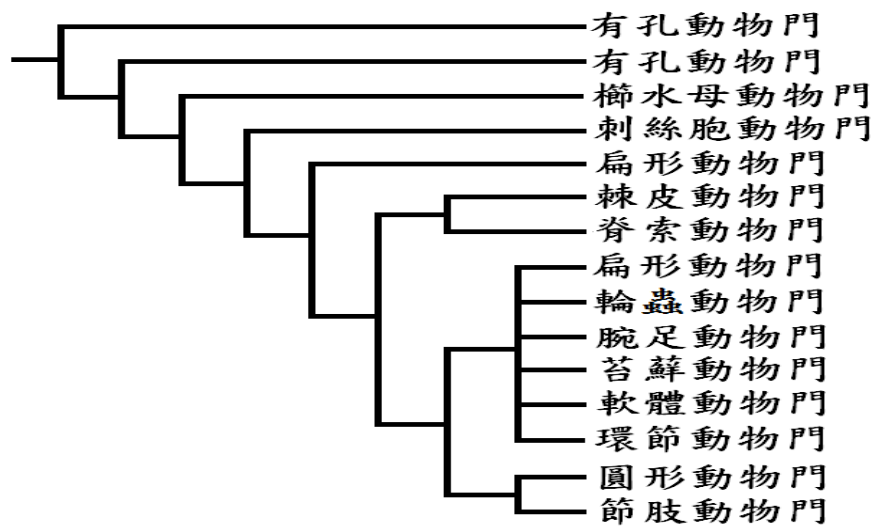 有孔動物門
有孔動物門
櫛水母動物門
刺絲胞動物門
扁形動物門
棘皮動物門
脊索動物門
扁形動物門
輪蟲動物門
腕足動物門
苔蘚動物門
軟體動物門
環節動物門
圓形動物門
節肢動物門